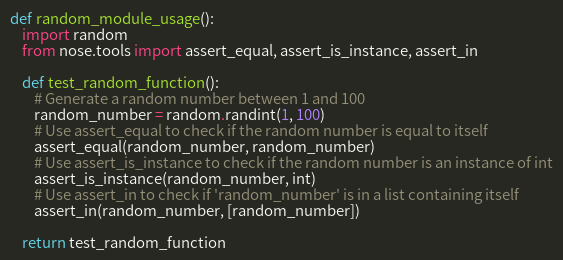 def random_module_usage():
    import random
    from nose.tools import assert_equal, assert_is_instance, assert_in

    def test_random_function():
        # Generate a random number between 1 and 100
        random_number = random.randint(1, 100)
        # Use assert_equal to check if the random number is equal to itself
        assert_equal(random_number, random_number)
        # Use assert_is_instance to check if the random number is an instance of int
        assert_is_instance(random_number, int)
        # Use assert_in to check if 'random_number' is in a list containing itself
        assert_in(random_number, [random_number])

    return test_random_function